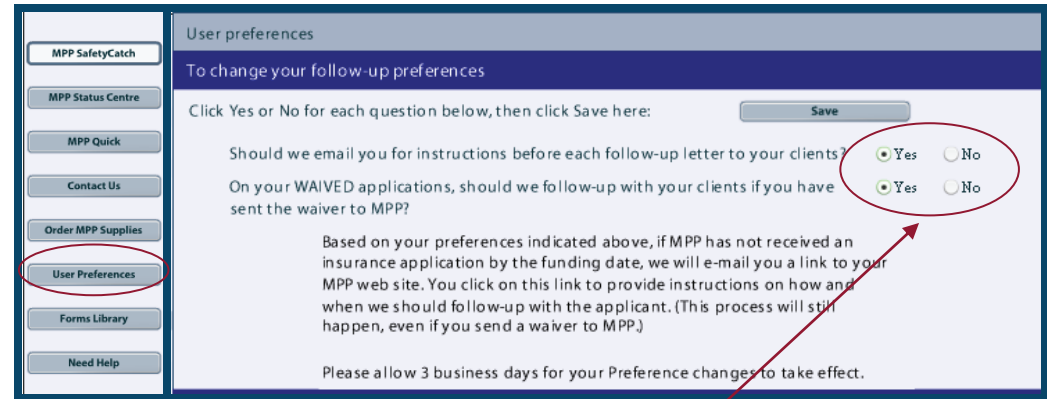 MPP SafetyCatch
MPP Status Centre
MPP Quick
Contact Us
Order MPP Supplies
User Preferences
Forms Library
Need Help
User preferences
To change your follow-up preferences
Click Yes or No for each question below, then click Save here: Save
Should we email you for instructions before each follow-up letter to your clients? Yes No
On your WAIVED applications, should we follow-up with your clients if you have Yes No
sent the waiver to MPP?
Based on your preferences indicated above, if MPP has not received an
insurance application by the funding date, we will e-mail you a link to your
MPP web site. You click on this link to provide instructions on how and
when we should follow-up with the applicant. (This process will still
happen, even if you send a waiver to MPP.)
Please allow 3 business days for your Preference changes to take effect.